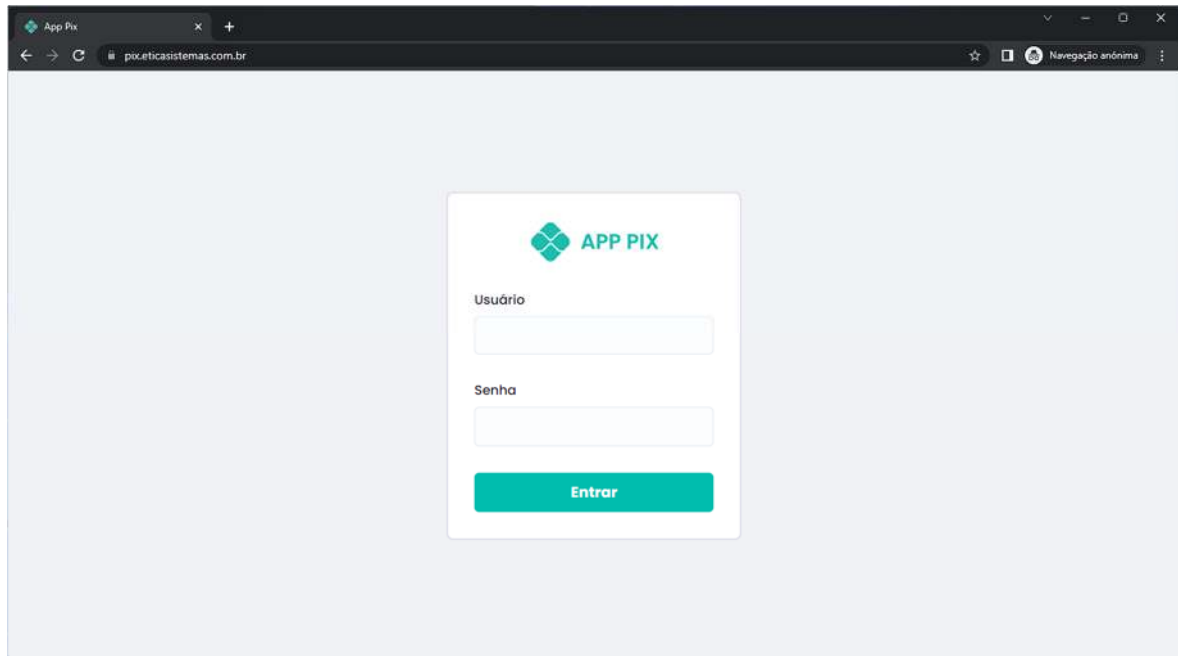 App Pix
pix.eticasistemas.com.br
Navegação anônima
APP PIX
Usuário
Senha
Entrar